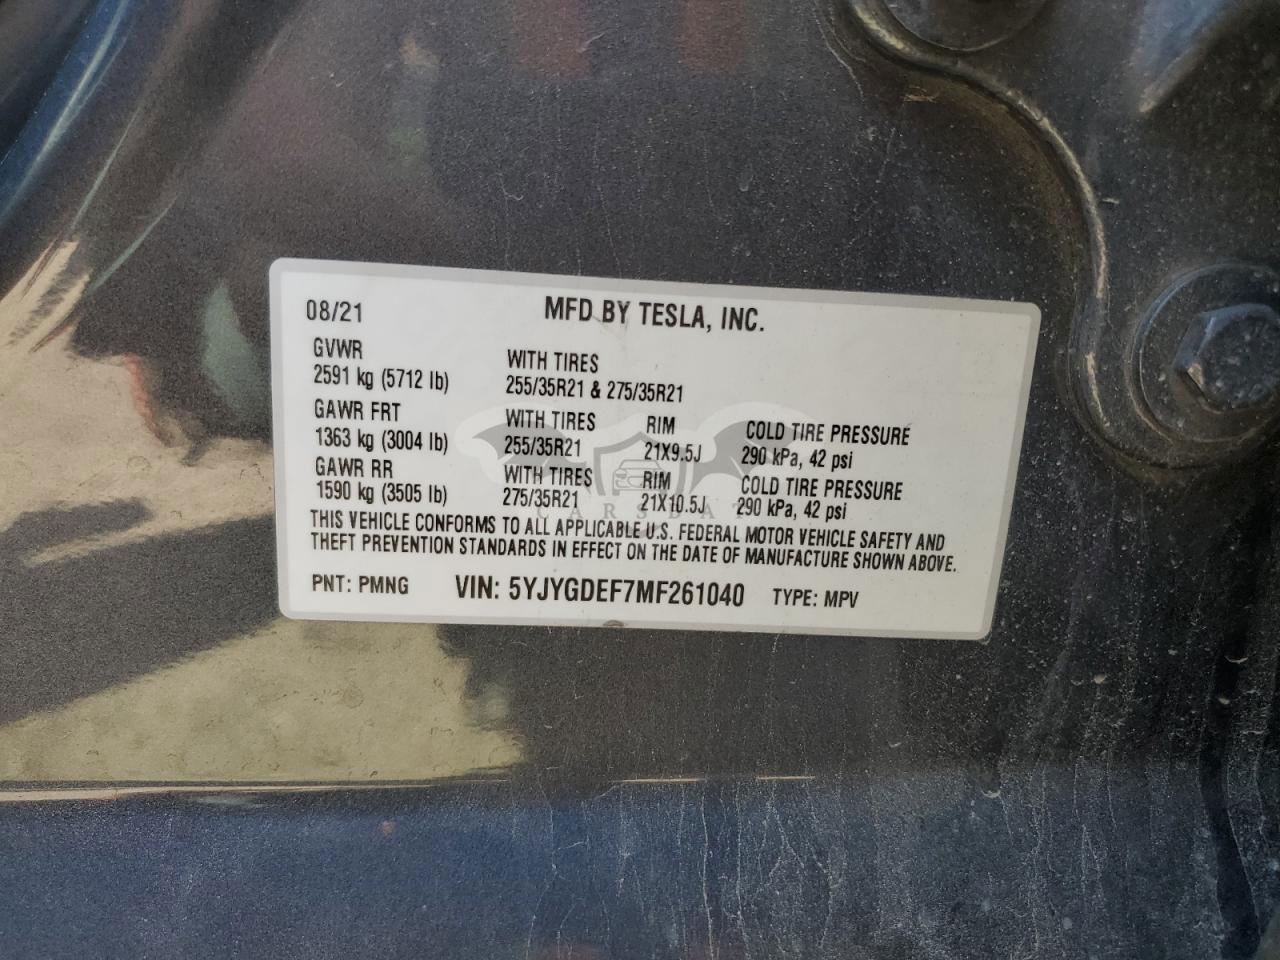 08/21 MFD BY TESLA, INC.
GVWR WITH TIRES
2591 kg (5712 lb) 255/35R21 & 275/35R21
GAWR FRT WITH TIRES RIM COLD TIRE PRESSURE
1363 kg (3004 lb) 255/35R21 21X9.5J 290 kPa, 42 psi
GAWR RR WITH TIRES RIM COLD TIRE PRESSURE
1590 kg (3505 lb) 275/35R21 21X10.5J 290 kPa, 42 psi
THIS VEHICLE CONFORMS TO ALL APPLICABLE U.S. FEDERAL MOTOR VEHICLE SAFETY AND
THEFT PREVENTION STANDARDS IN EFFECT ON THE DATE OF MANUFACTURE SHOWN ABOVE.
PNT: PMNG VIN: 5YJYGDEF7MF261040 TYPE: MPV